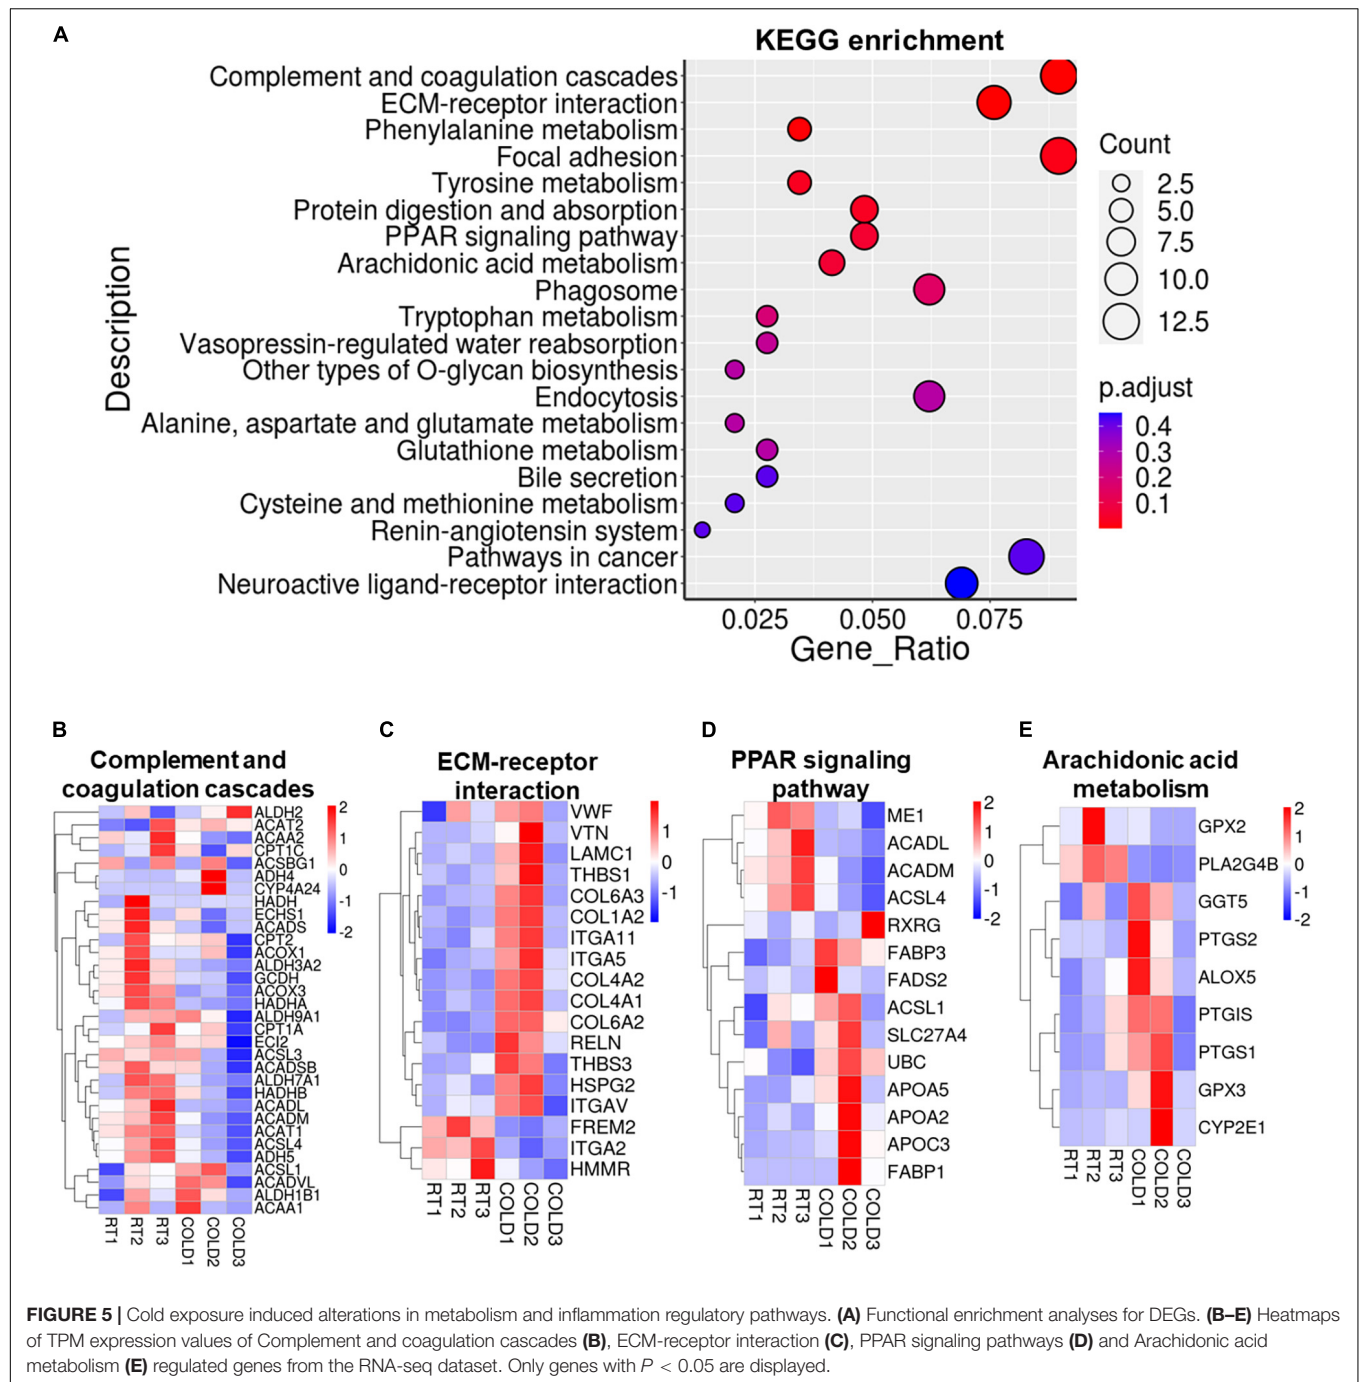 A
KEGG enrichment
Complement and coagulation cascades
ECM-receptor interaction
Phenylalanine metabolism
Focal adhesion
Tyrosine metabolism
Protein digestion and absorption
PPAR signaling pathway
Arachidonic acid metabolism
Phagosome
Tryptophan metabolism
Vasopressin-regulated water reabsorption
Other types of O-glycan biosynthesis
Endocytosis
Alanine, aspartate and glutamate metabolism
Glutathione metabolism
Bile secretion
Cysteine and methionine metabolism
Renin-angiotensin system
Pathways in cancer
Neuroactive ligand-receptor interaction
Description
0.025 0.050 0.075
Gene_Ratio
Count
2.5
5.0
7.5
10.0
12.5
p.adjust
0.4
0.3
0.2
0.1
B
Complement and
coagulation cascades
ALDH2
ACAT2
ACAA2
CPT1C
ACSBG1
ADH4
CYP4A24
HADH
ECHS1
ACADS
CPT2
ACOX1
ALDH3A2
GCDH
ACOX3
HADHA
ALDH9A1
CPT1A
ECI2
ACSL3
ACADSB
ALDH7A1
HADHB
ACADL
ACADM
ACAT1
ACSL4
ADH5
ACSL1
ACADVL
ALDH1B1
ACAA1
2
1
0
-1
-2
RT1 RT2 RT3 COLD1 COLD2 COLD3
C
ECM-receptor
interaction
VWF
VTN
LAMC1
THBS1
COL6A3
COL1A2
ITGA11
ITGA5
COL4A2
COL4A1
COL6A2
RELN
THBS3
HSPG2
ITGAV
FREM2
ITGA2
HMMR
1
0
-1
RT1 RT2 RT3 COLD1 COLD2 COLD3
D
PPAR signaling
pathway
ME1
ACADL
ACADM
ACSL4
RXRG
FABP3
FADS2
ACSL1
SLC27A4
UBC
APOA5
APOA2
APOC3
FABP1
2
1
0
-1
-2
RT1 RT2 RT3 COLD1 COLD2 COLD3
E
Arachidonic acid
metabolism
GPX2
PLA2G4B
GGT5
PTGS2
ALOX5
PTGIS
PTGS1
GPX3
CYP2E1
2
1
0
-1
-2
RT1 RT2 RT3 COLD1 COLD2 COLD3
FIGURE 5 | Cold exposure induced alterations in metabolism and inflammation regulatory pathways. (A) Functional enrichment analyses for DEGs. (B–E) Heatmaps
of TPM expression values of Complement and coagulation cascades (B), ECM-receptor interaction (C), PPAR signaling pathways (D) and Arachidonic acid
metabolism (E) regulated genes from the RNA-seq dataset. Only genes with P < 0.05 are displayed.